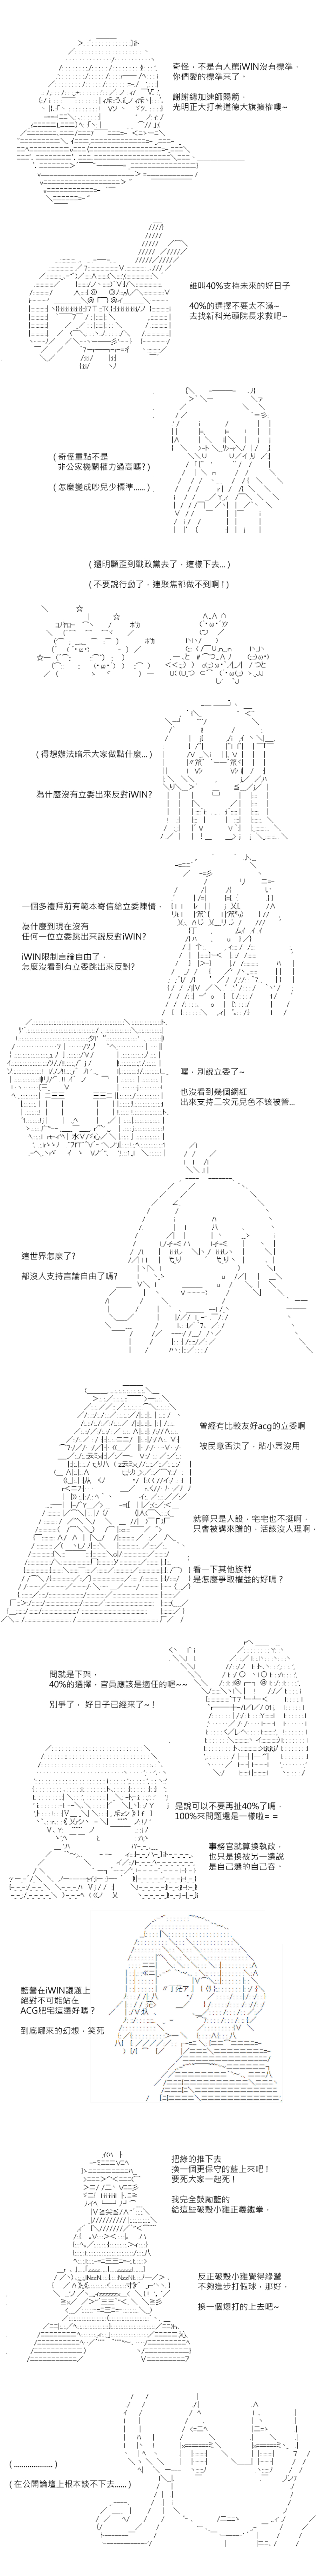 奇怪，不是有人罵iWIN沒有標準，
你們愛的標準來了。
謝謝總加速師賜箭，
光明正大打著道德大旗擴權嘍~
誰叫40%支持未來的好日子
40%的選擇不要太不滿~
去找新科光頭院長求救吧~
( 奇怪重點不是
非公家機關權力過高嗎? )
( 怎麼變成吵兒少標準...... )
( 還明顯歪到戰政黨去了，這樣下去... )
( 不要說行動了，連聚焦都做不到啊! )
( 得想辦法暗示大家做點什麼... )
為什麼沒有立委出來反對iWIN?
一個多禮拜前有範本寄信給立委陳情，
為什麼到現在沒有
任何一位立委跳出來說反對iWIN?
iWIN限制言論自由了，
怎麼沒看到有立委跳出來反對?
喔，別說立委了~
也沒看到幾個網紅
出來支持二次元兒色不該被管...
這世界怎麼了?
都沒人支持言論自由了嗎?
曾經有比較友好acg的立委啊
被民意否決了，貼小眾沒用
就算只是人設，宅宅也不挺啊，
只會被講來蹭的，活該沒人理啊，
看一下其他族群
是怎麼爭取權益的好嗎?
問就是下架，
40%的選擇，官員應該是適任的喔~~
別爭了， 好日子已經來了~!
是說可以不要再扯40%了嗎，
100%來問題還是一樣啦= =
事務官就算換執政，
也只是換被另一邊說
是自己選的自己吞。
藍營在iWIN議題上
絕對不可能站在
ACG把它這邊好嗎?
到底哪來的幻想，笑死
把綠的推下去
換一個更保守的藍上來吧!
要死大家一起死!
我完全鼓勵藍的
給這些破殼小雞正義鐵拳，
反正破殼小雞覺得綠營
不夠進步打假球，那好，
換一個爆打的上去吧~
( .................... )
( 在公開論壇上根本談不下去...... )